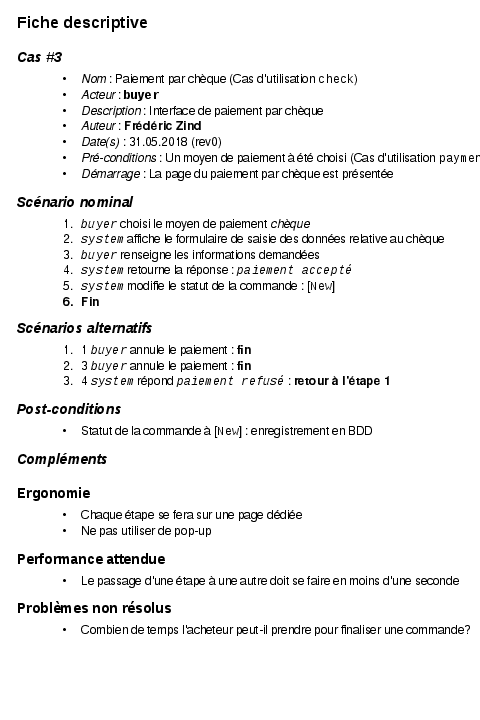 Fiche descriptive
Cas #3
• Nom : Paiement par chèque (Cas d'utilisation check)
• Acteur : buyer
• Description : Interface de paiement par chèque
• Auteur : Frédéric Zind
• Date(s) : 31.05.2018 (rev0)
• Pré-conditions : Un moyen de paiement à été choisi (Cas d'utilisation paymen
• Démarrage : La page du paiement par chèque est présentée
Scénario nominal
1. buyer choisi le moyen de paiement chèque
2. system affiche le formulaire de saisie des données relative au chèque
3. buyer renseigne les informations demandées
4. system retourne la réponse : paiement accepté
5. system modifie le statut de la commande : [New]
6. Fin
Scénarios alternatifs
1. 1 buyer annule le paiement : fin
2. 3 buyer annule le paiement : fin
3. 4 system répond paiement refusé : retour à l'étape 1
Post-conditions
• Statut de la commande à [New] : enregistrement en BDD
Compléments
Ergonomie
• Chaque étape se fera sur une page dédiée
• Ne pas utiliser de pop-up
Performance attendue
• Le passage d'une étape à une autre doit se faire en moins d'une seconde
Problèmes non résolus
• Combien de temps l'acheteur peut-il prendre pour finaliser une commande?